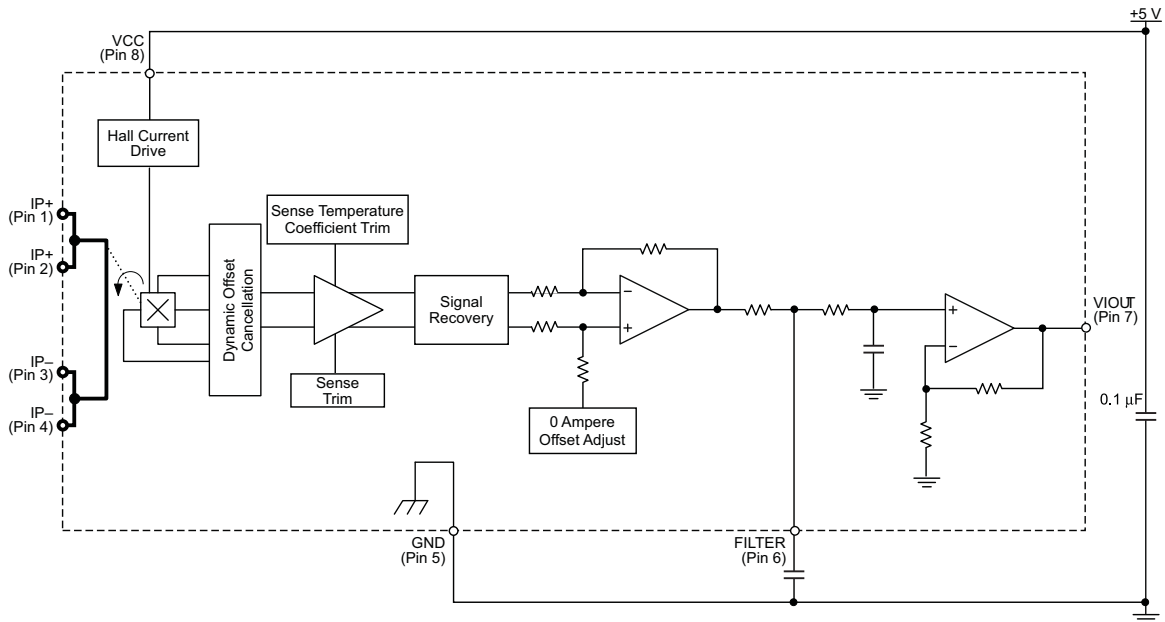 +5 V
VCC
(Pin 8)
Hall Current
Drive
IP+
(Pin 1)
IP+
(Pin 2)
IP–
(Pin 3)
IP–
(Pin 4)
Dynamic Offset
Cancellation
Sense Temperature
Coefficient Trim
Sense
Trim
Signal
Recovery
0 Ampere
Offset Adjust
VIOUT
(Pin 7)
0.1 μF
GND
(Pin 5)
FILTER
(Pin 6)